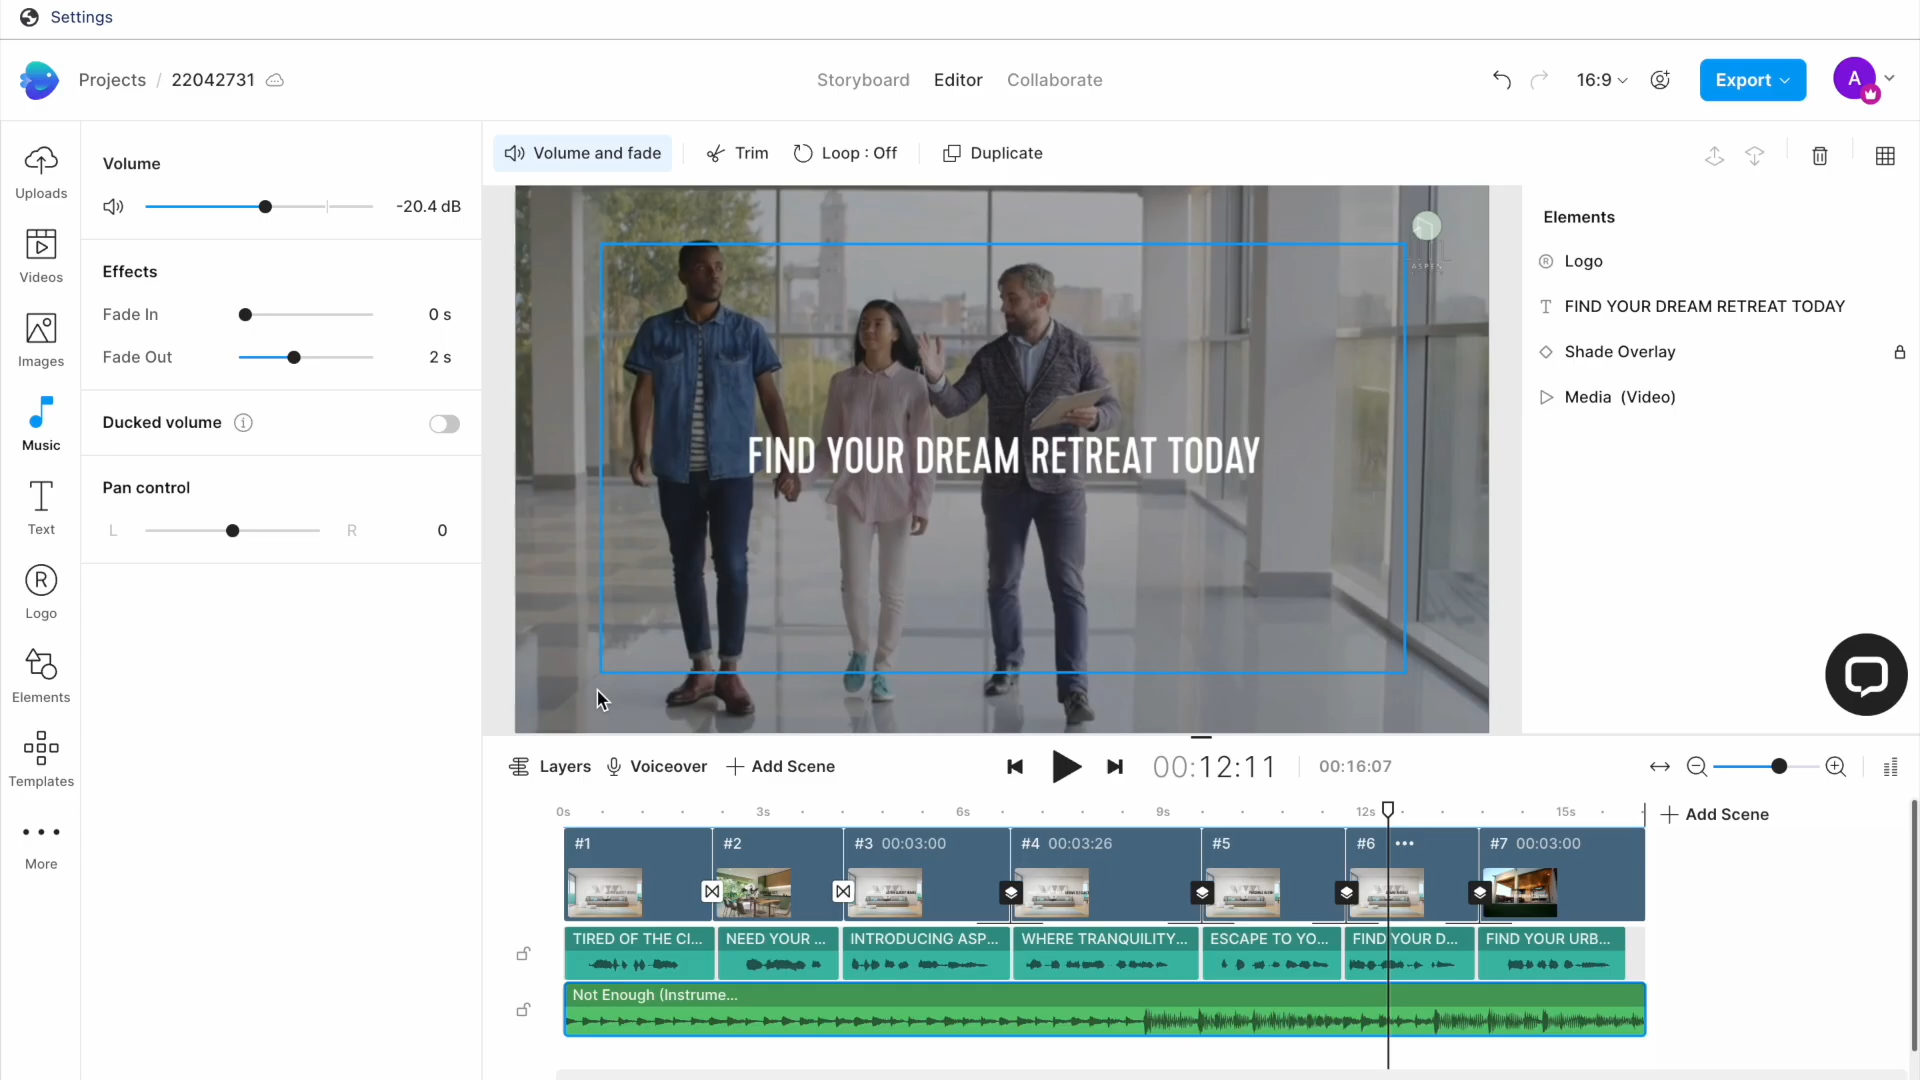 Settings
Projects / 22042731
Storyboard
Editor
Collaborate
16:9
Export
A
Uploads
Videos
Images
Music
Text
Logo
Elements
Templates
More
Volume
-20.4 dB
Effects
Fade In
0 s
Fade Out
2 s
Ducked volume
Pan control
L
R
0
Volume and fade
Trim
Loop : Off
Duplicate
ASPEN
FIND YOUR DREAM RETREAT TODAY
Elements
Logo
FIND YOUR DREAM RETREAT TODAY
Shade Overlay
Media (Video)
Layers
Voiceover
Add Scene
00:12:11
00:16:07
0s
3s
6s
9s
12s
15s
Add Scene
#1
#2
#3 00:03:00
#4 00:03:26
#5
#6
#7 00:03:00
TIRED OF THE CI...
NEED YOUR ...
INTRODUCING ASP...
WHERE TRANQUILITY...
ESCAPE TO YO...
FIND YOUR D...
FIND YOUR URB...
Not Enough (Instrume...